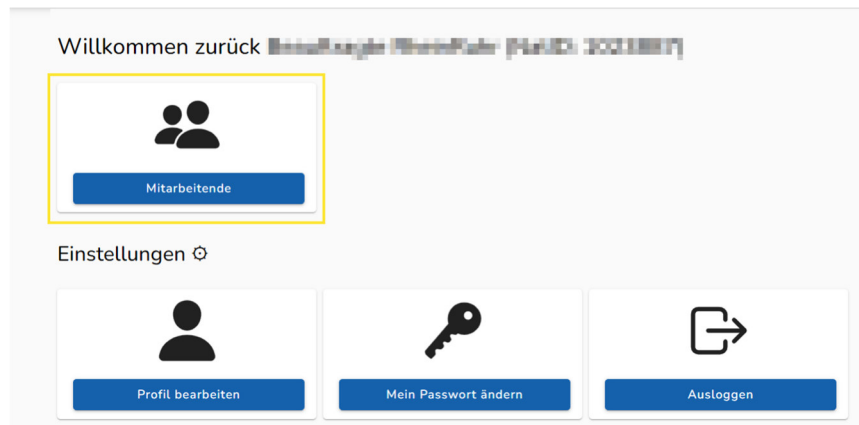 Willkommen zurück
Mitarbeitende
Einstellungen
Profil bearbeiten
Mein Passwort ändern
Ausloggen